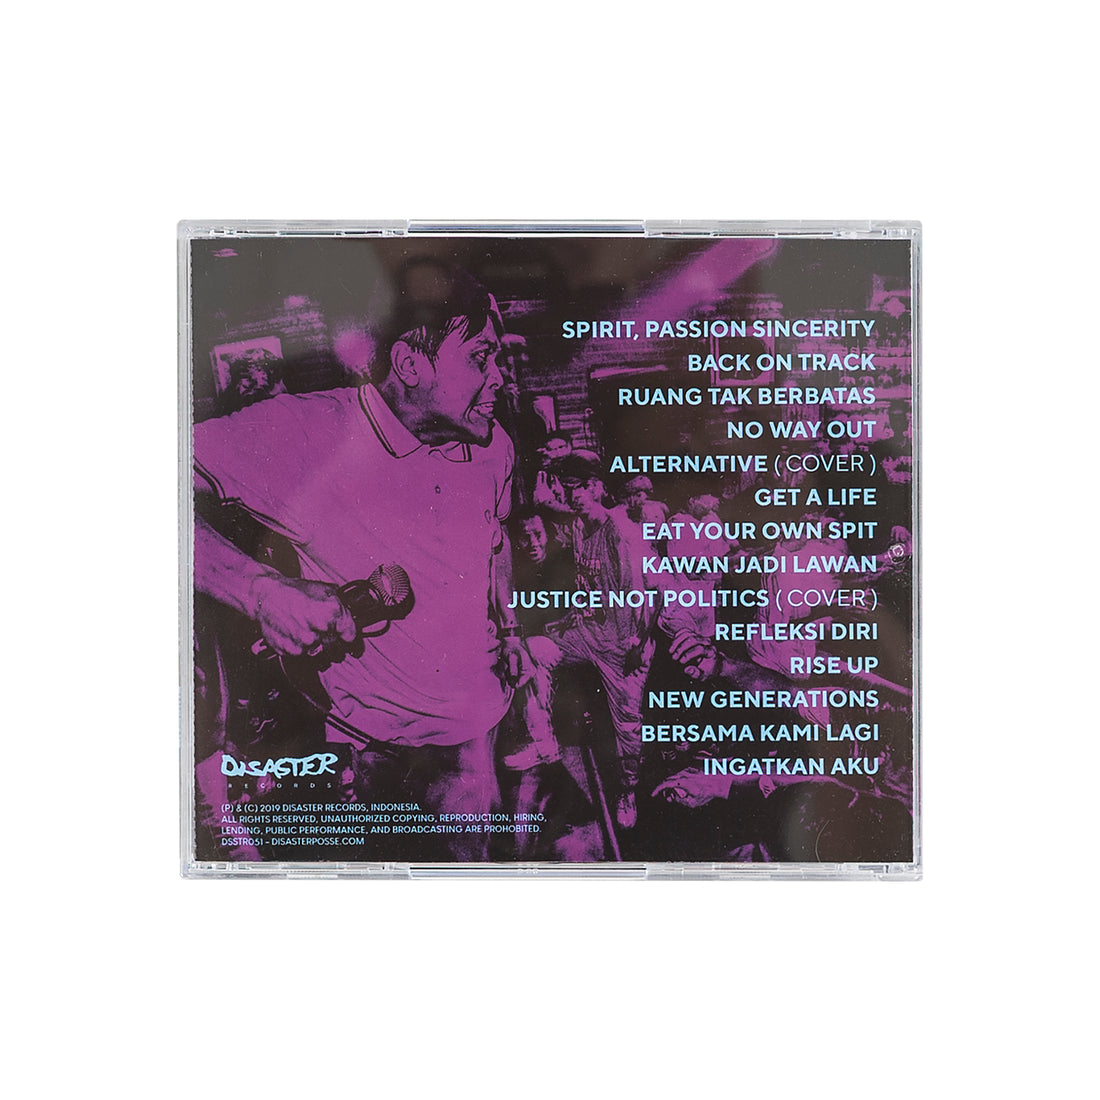 SPIRIT, PASSION SINCERITY
BACK ON TRACK
RUANG TAK BERBATAS
NO WAY OUT
ALTERNATIVE ( COVER )
GET A LIFE
EAT YOUR OWN SPIT
KAWAN JADI LAWAN
JUSTICE NOT POLITICS ( COVER )
REFLEKSI DIRI
RISE UP
NEW GENERATIONS
BERSAMA KAMI LAGI
INGATKAN AKU
DISASTER
RECORDS
(P) & (C) 2019 DISASTER RECORDS, INDONESIA.
ALL RIGHTS RESERVED, UNAUTHORIZED COPYING, REPRODUCTION, HIRING,
LENDING, PUBLIC PERFORMANCE, AND BROADCASTING ARE PROHOBITED.
DSSTR051 - DISASTERPOSSE.COM